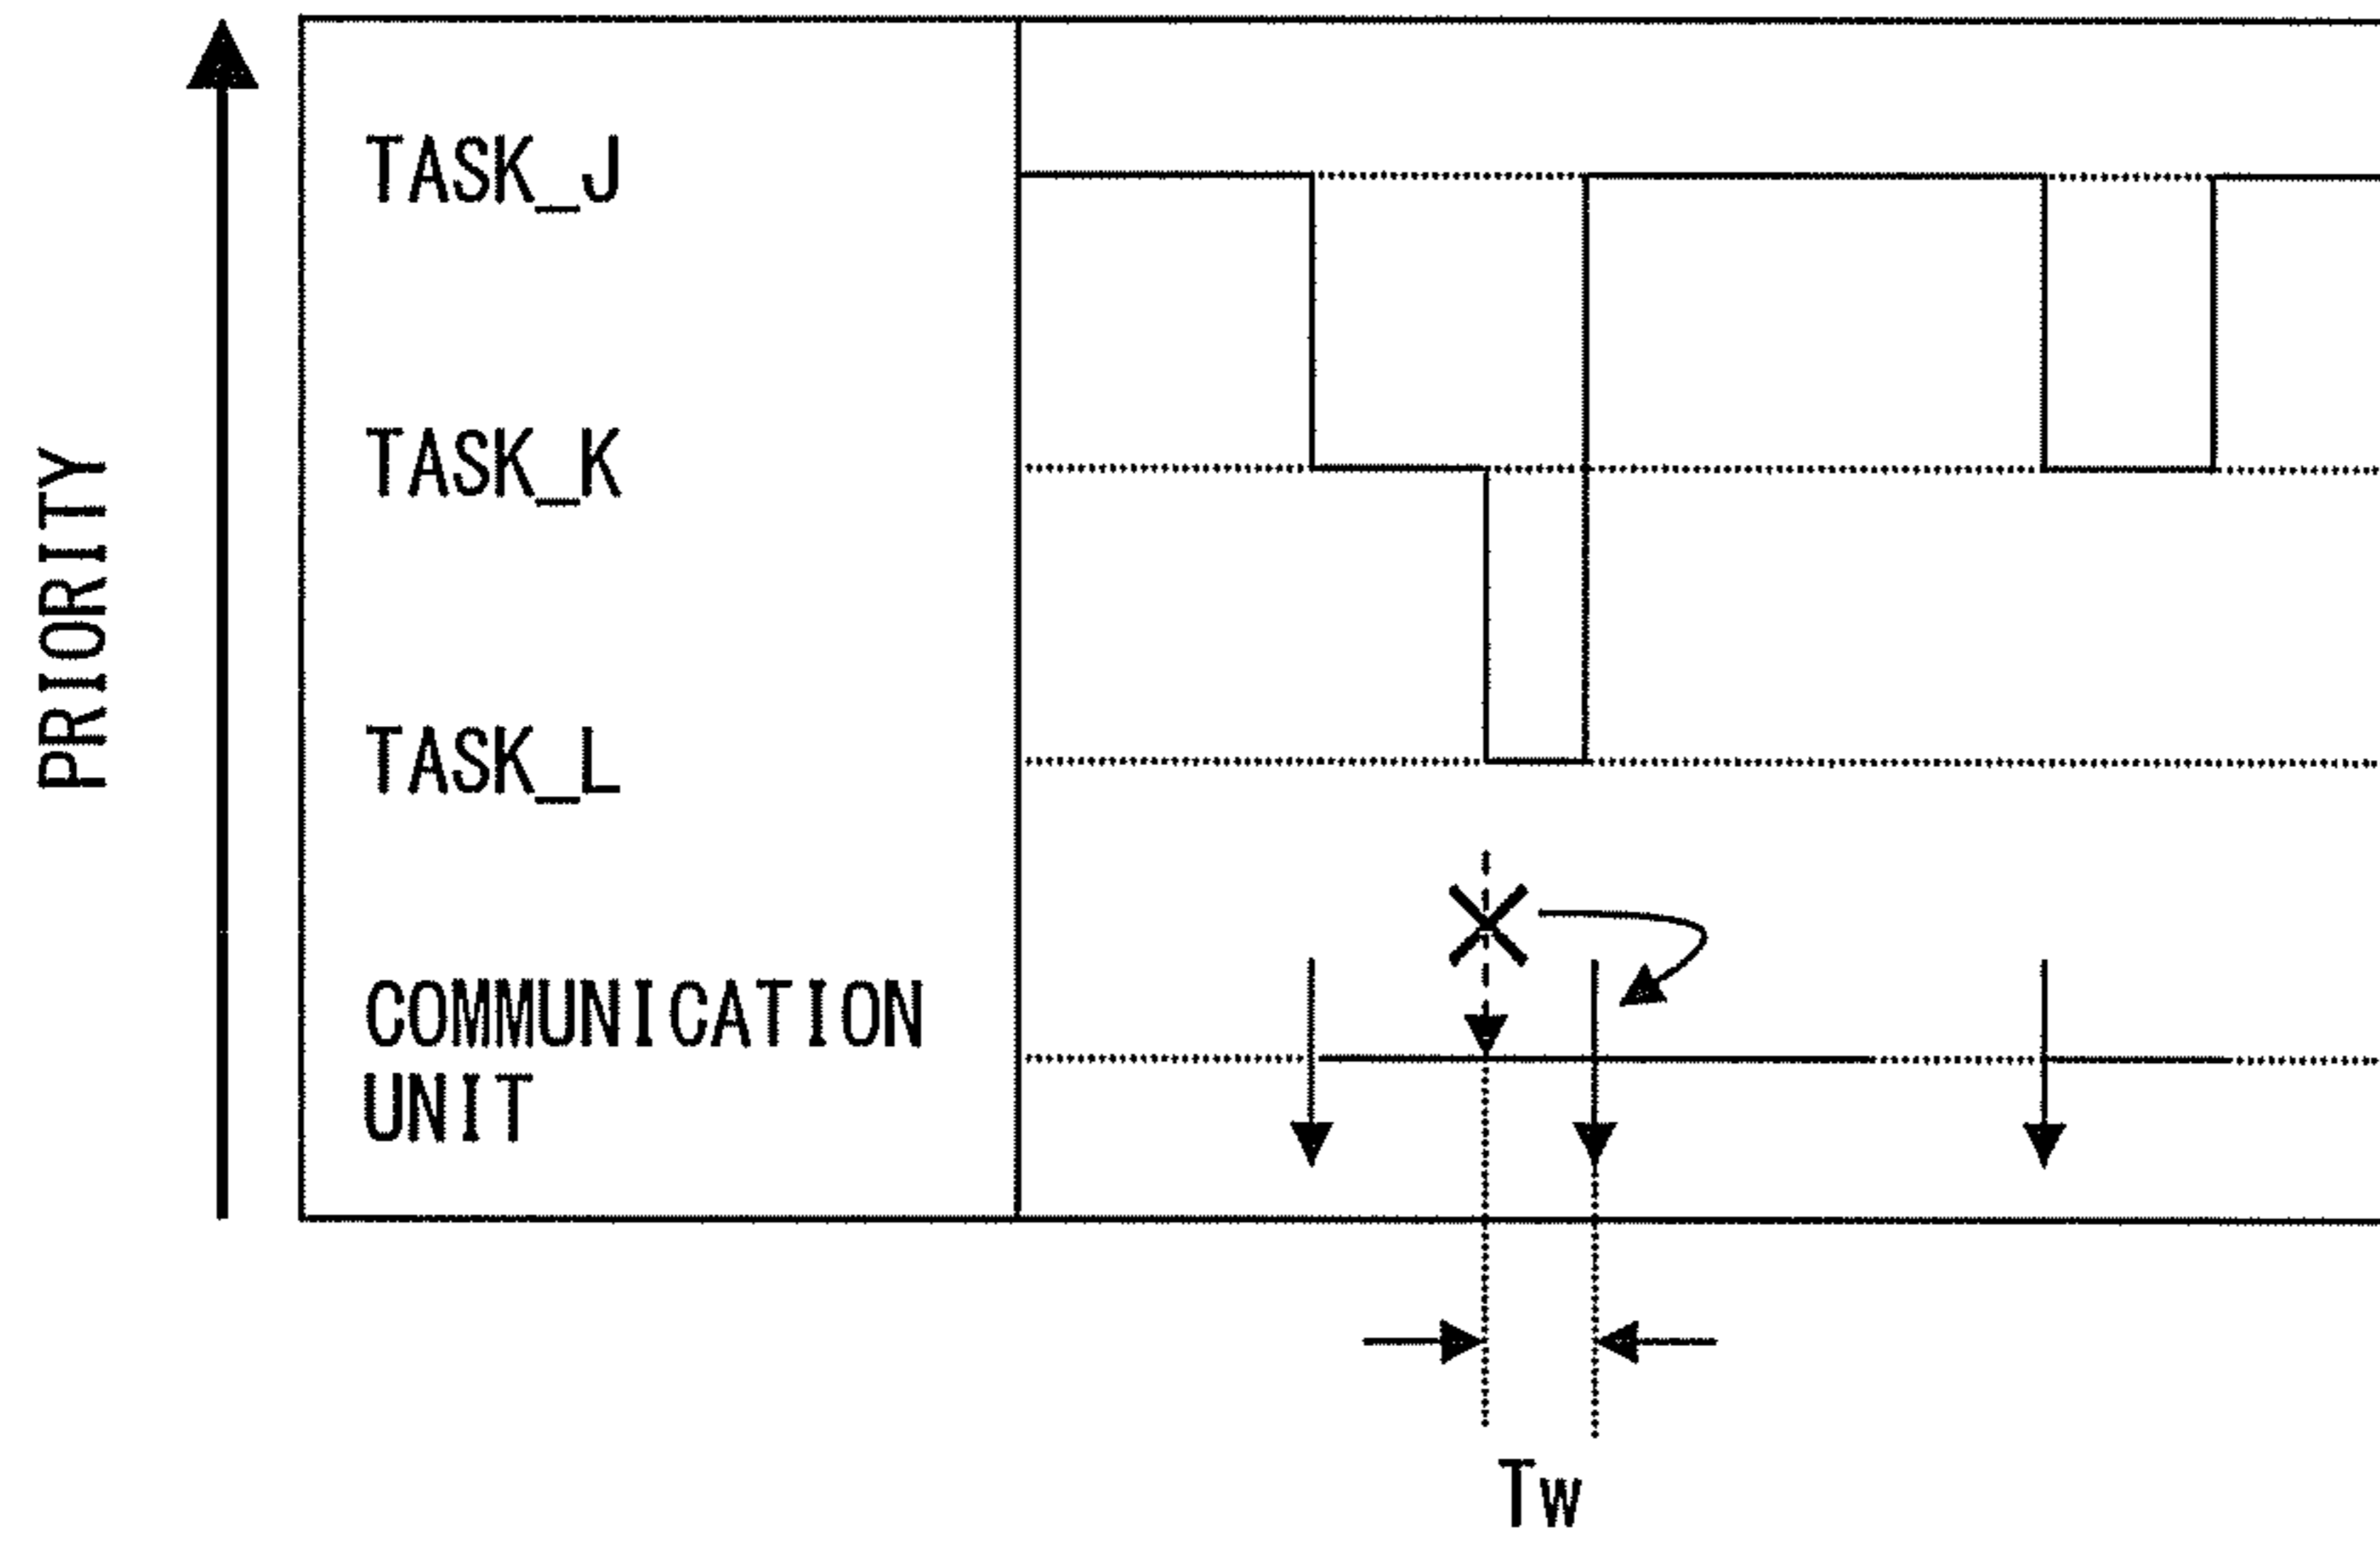 PRIORITY
TASK_J
TASK_K
TASK_L
COMMUNICATION
UNIT
Tw